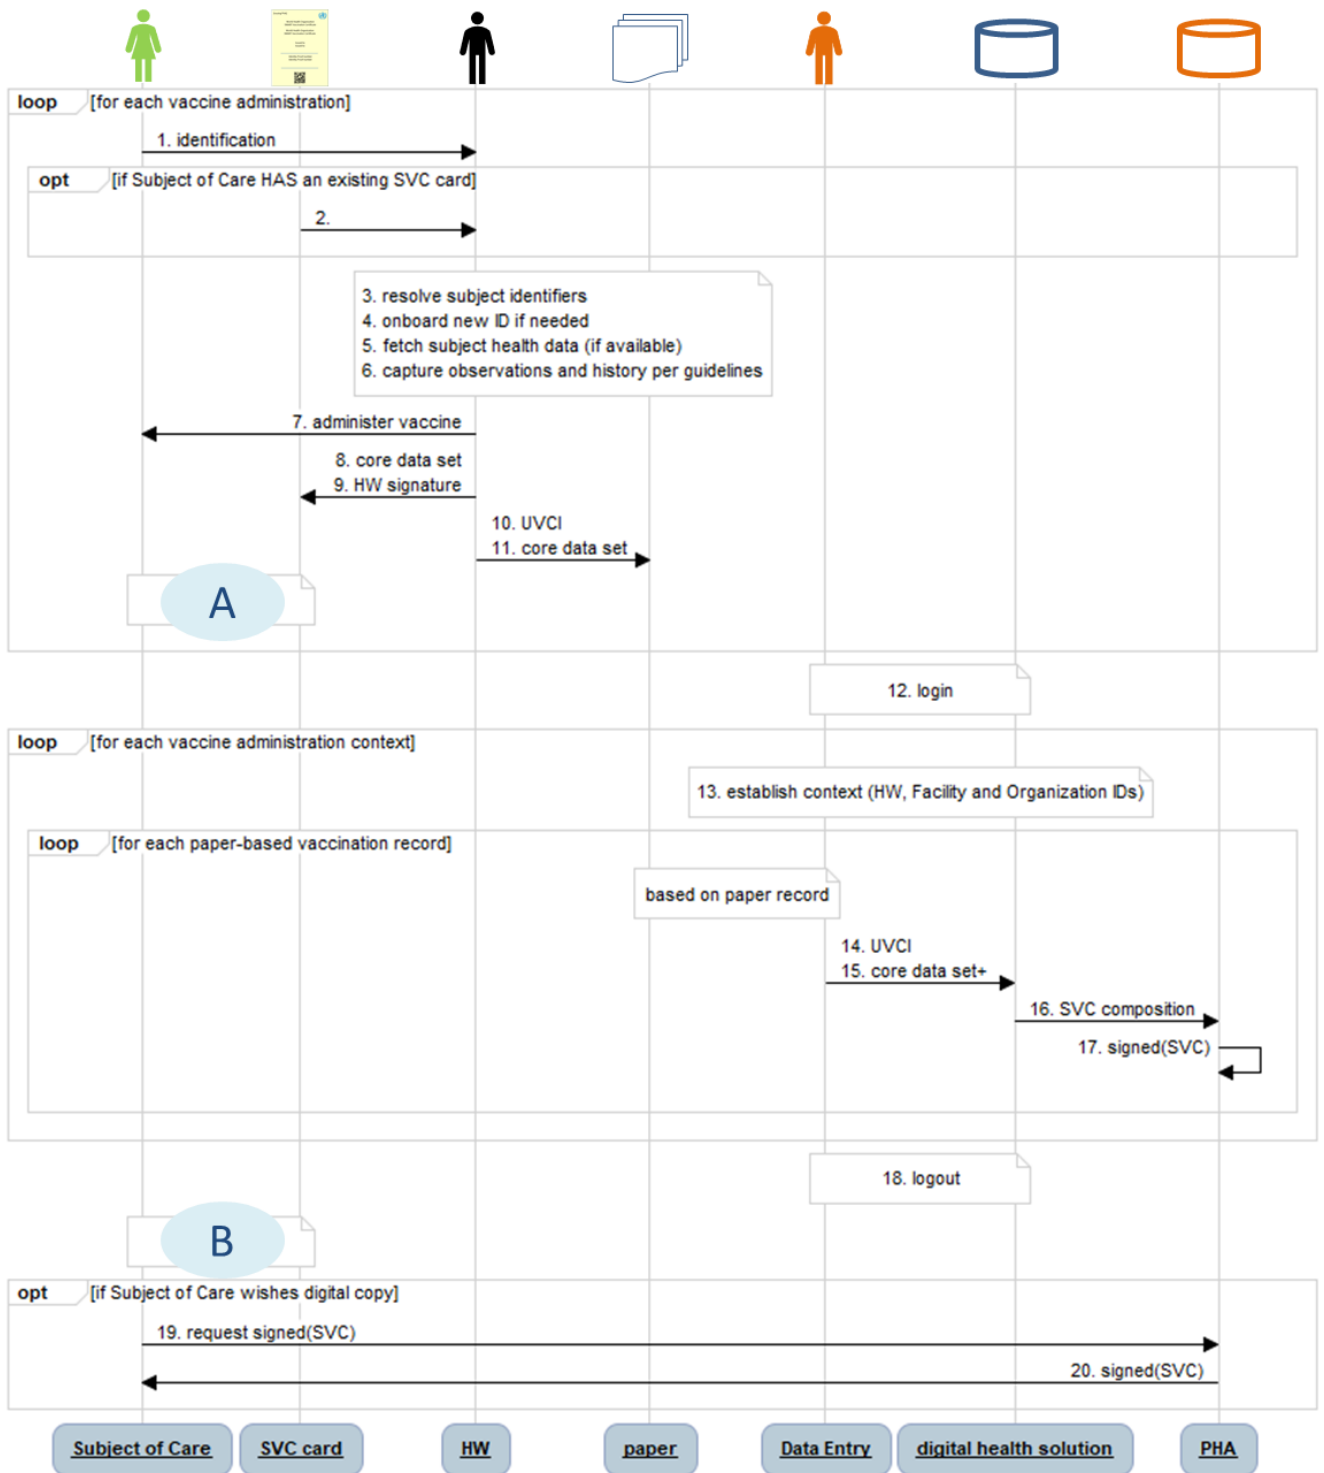 loop [for each vaccine administration]
1. identification
opt [if Subject of Care HAS an existing SVC card]
2.
3. resolve subject identifiers
4. onboard new ID if needed
5. fetch subject health data (if available)
6. capture observations and history per guidelines
7. administer vaccine
8. core data set
9. HW signature
10. UVCI
11. core data set
A
12. login
loop [for each vaccine administration context]
13. establish context (HW, Facility and Organization IDs)
loop [for each paper-based vaccination record]
based on paper record
14. UVCI
15. core data set+
16. SVC composition
17. signed(SVC)
18. logout
B
opt [if Subject of Care wishes digital copy]
19. request signed(SVC)
20. signed(SVC)
Subject of Care SVC card HW paper Data Entry digital health solution PHA